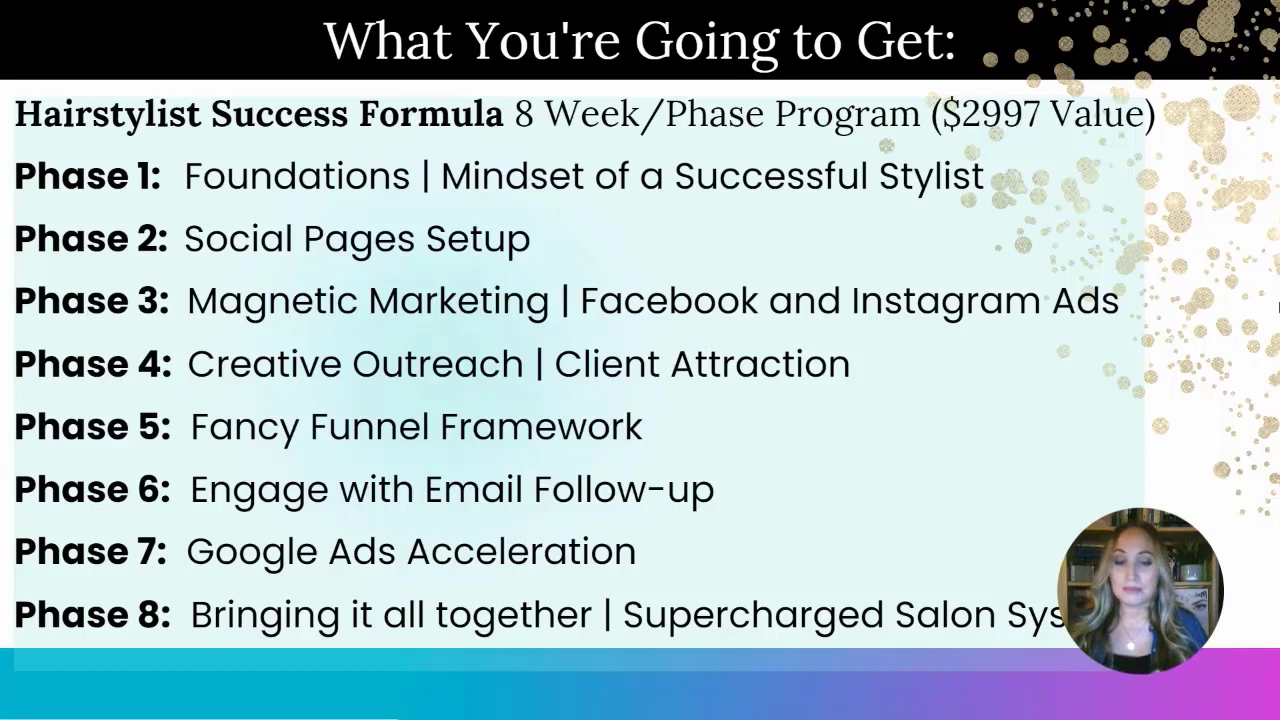 What You're Going to Get:
Hairstylist Success Formula 8 Week/Phase Program ($2997 Value)
Phase 1: Foundations | Mindset of a Successful Stylist
Phase 2: Social Pages Setup
Phase 3: Magnetic Marketing | Facebook and Instagram Ads
Phase 4: Creative Outreach | Client Attraction
Phase 5: Fancy Funnel Framework
Phase 6: Engage with Email Follow-up
Phase 7: Google Ads Acceleration
Phase 8: Bringing it all together | Supercharged Salon Sys